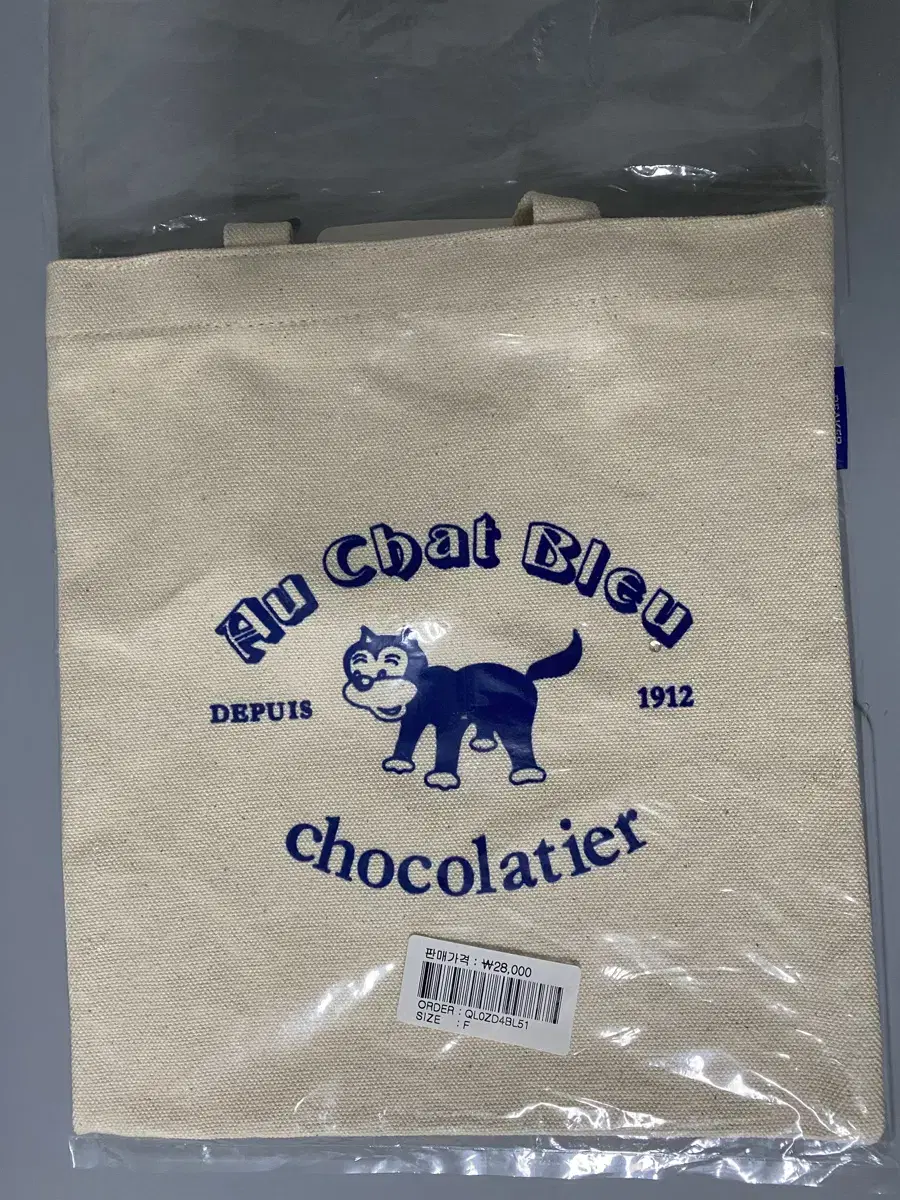 Au Chat Bleu
DEPUIS
1912
chocolatier
판매가격 : ₩28,000
ORDER : QL0ZD4BL51
SIZE : F